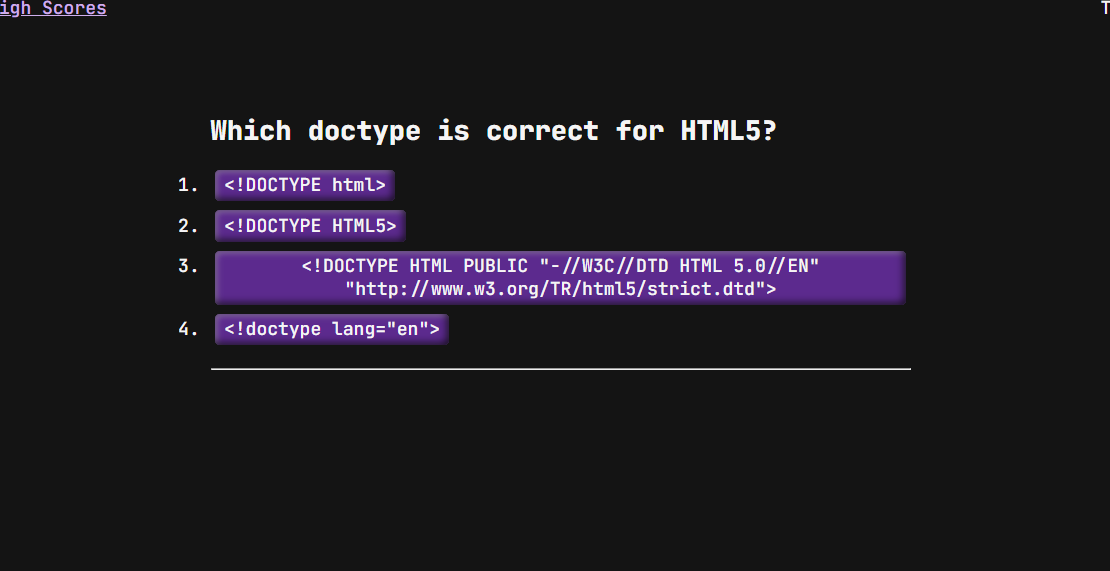 igh Scores
Which doctype is correct for HTML5?
1. <!DOCTYPE html>
2. <!DOCTYPE HTML5>
3. <!DOCTYPE HTML PUBLIC "-//W3C//DTD HTML 5.0//EN"
"http://www.w3.org/TR/html5/strict.dtd">
4. <!doctype lang="en">